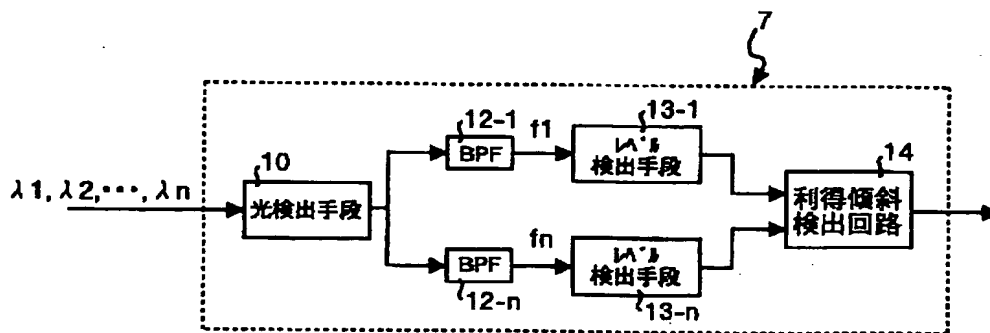 7
λ1, λ2,･･･, λn
10
光検出手段
12-1
BPF
f1
13-1
レベル
検出手段
BPF
12-n
fn
レベル
検出手段
13-n
14
利得傾斜
検出回路